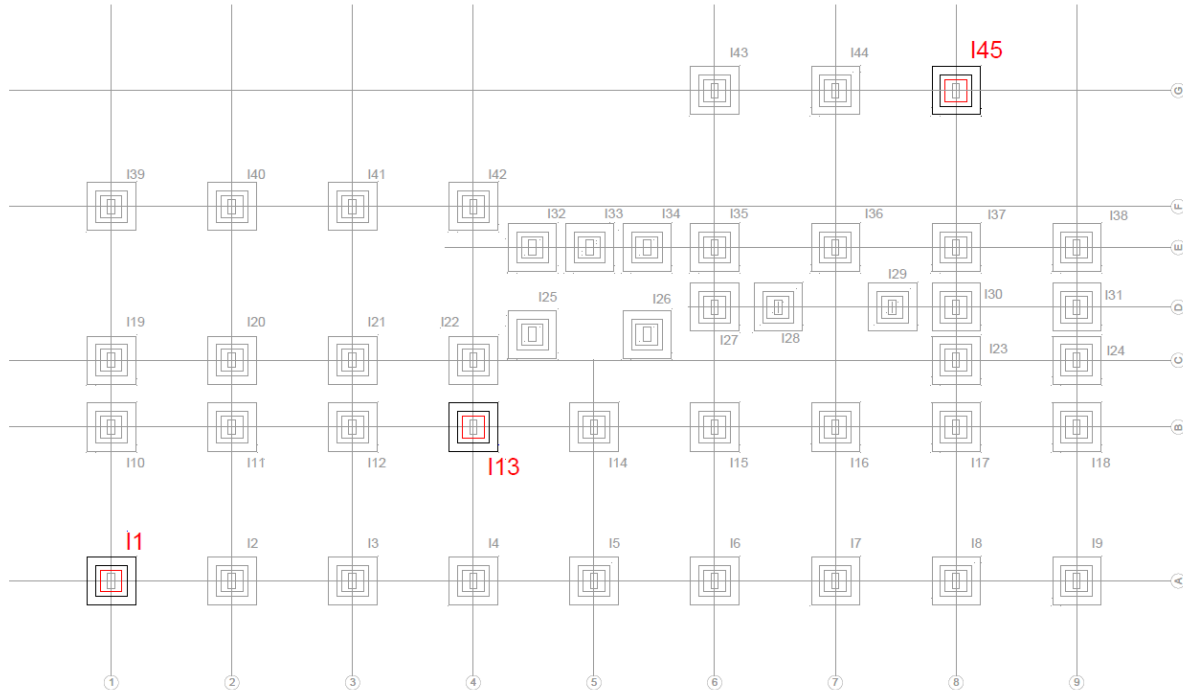 I43 I44 I45
G
I39 I40 I41 I42
F
I32 I33 I34 I35 I36 I37 I38
E
I25 I26 I29 I30 I31
D
I27 I28
I19 I20 I21 I22 I23 I24
C
B
I10 I11 I12 I13 I14 I15 I16 I17 I18
I1 I2 I3 I4 I5 I6 I7 I8 I9
A
1 2 3 4 5 6 7 8 9